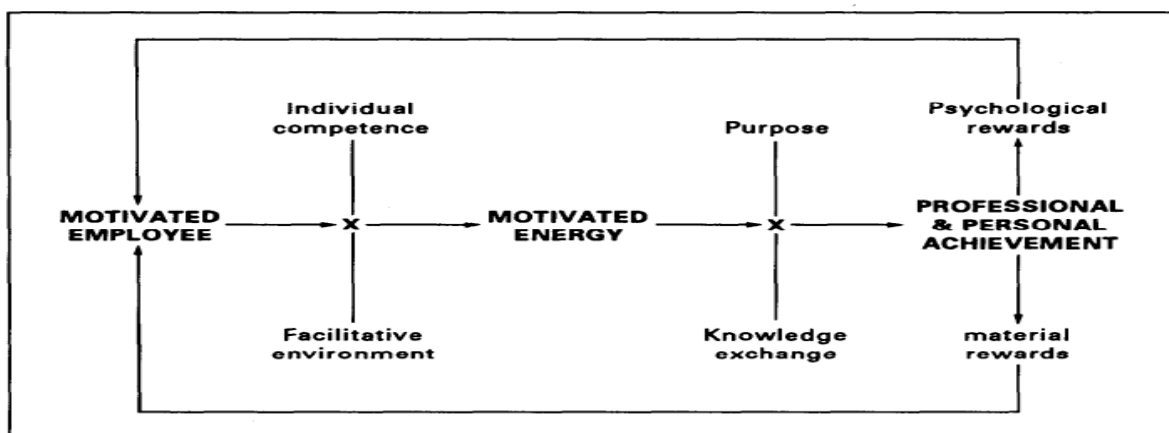 Individual
competence
Purpose
Psychological
rewards
MOTIVATED
EMPLOYEE
x
MOTIVATED
ENERGY
x
PROFESSIONAL
& PERSONAL
ACHIEVEMENT
Facilitative
environment
Knowledge
exchange
material
rewards